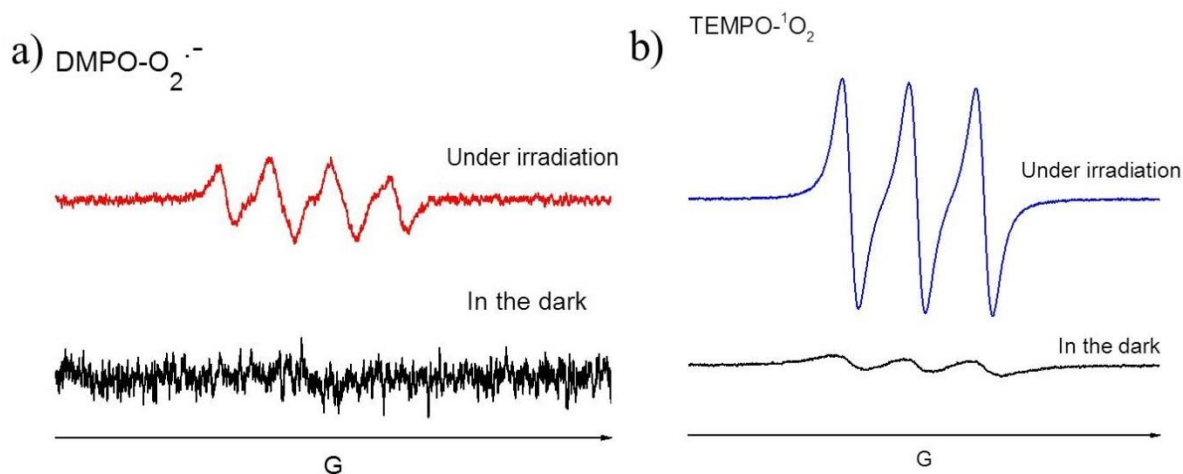 a) DMPO-O₂·⁻
Under irradiation
In the dark
G
b) TEMPO-¹O₂
Under irradiation
In the dark
G